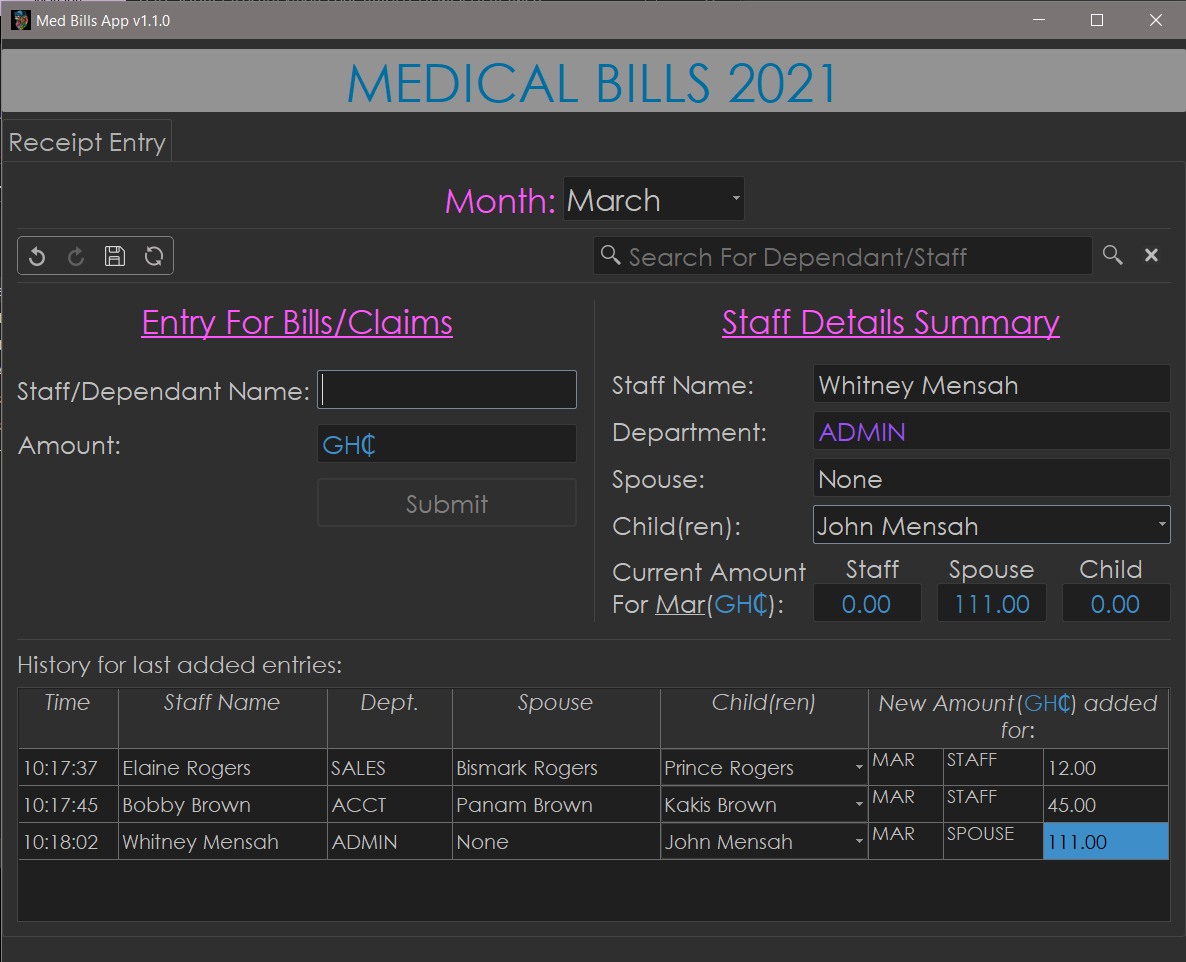 Med Bills App v1.1.0
MEDICAL BILLS 2021
Receipt Entry
Month: March
Search For Dependant/Staff
Entry For Bills/Claims
Staff/Dependant Name:
Amount: GH₵
Submit
Staff Details Summary
Staff Name: Whitney Mensah
Department: ADMIN
Spouse: None
Child(ren): John Mensah
Current Amount Staff Spouse Child
For Mar(GH₵): 0.00 111.00 0.00
History for last added entries:
Time Staff Name Dept. Spouse Child(ren) New Amount(GH₵) added
for:
10:17:37 Elaine Rogers SALES Bismark Rogers Prince Rogers MAR STAFF 12.00
10:17:45 Bobby Brown ACCT Panam Brown Kakis Brown MAR STAFF 45.00
10:18:02 Whitney Mensah ADMIN None John Mensah MAR SPOUSE 111.00